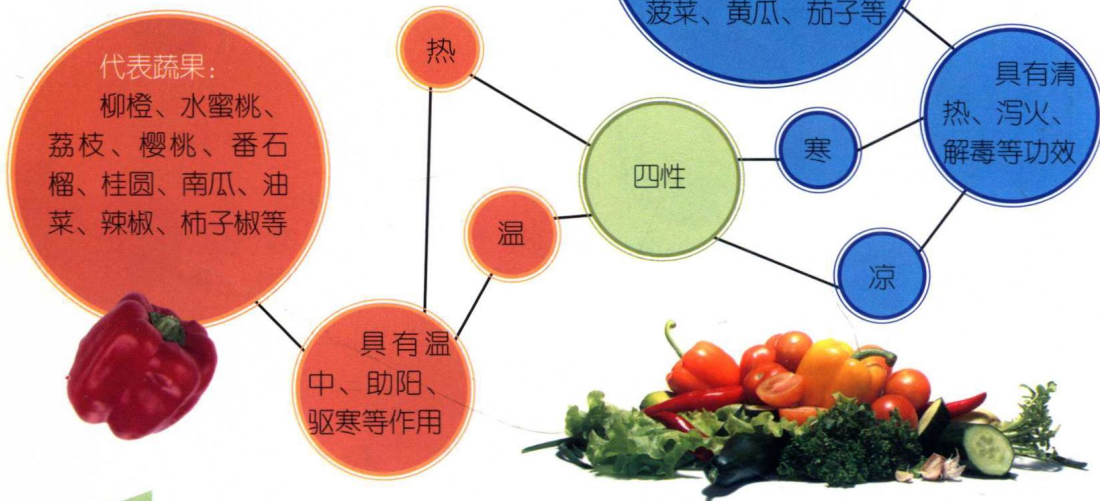 菠菜、黄瓜、茄子等
热
代表蔬果：
柳橙、水蜜桃、
荔枝、樱桃、番石
榴、桂圆、南瓜、油
菜、辣椒、柿子椒等
具有清
热、泻火、
解毒等功效
寒
四性
温
凉
具有温
中、助阳、
驱寒等作用